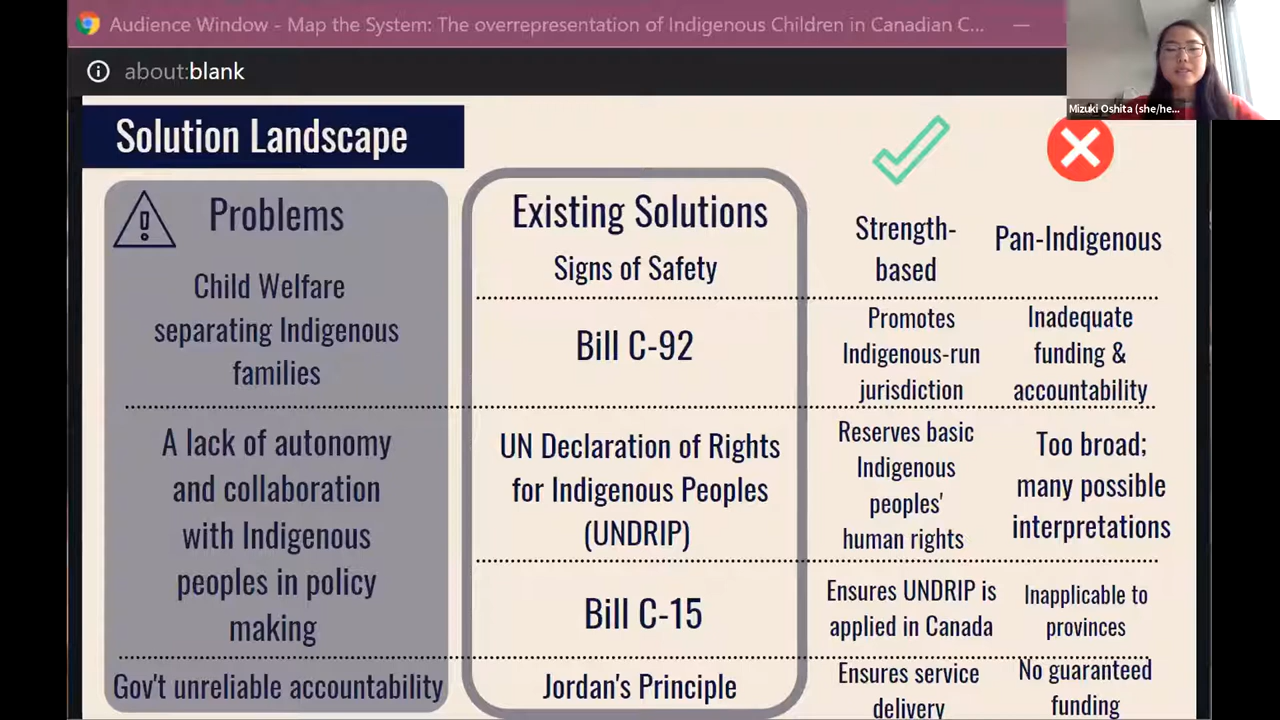 Audience Window - Map the System: The overrepresentation of Indigenous Children in Canadian C...
about:blank
Mizuki Oshita (she/he...
Solution Landscape
Problems
Existing Solutions
Strength-
based
Pan-Indigenous
Signs of Safety
Child Welfare
separating Indigenous
families
Bill C-92
Promotes
Indigenous-run
jurisdiction
Inadequate
funding &
accountability
A lack of autonomy
and collaboration
with Indigenous
peoples in policy
making
UN Declaration of Rights
for Indigenous Peoples
(UNDRIP)
Reserves basic
Indigenous
peoples'
human rights
Too broad;
many possible
interpretations
Bill C-15
Ensures UNDRIP is
applied in Canada
Inapplicable to
provinces
Gov't unreliable accountability
Jordan's Principle
Ensures service
delivery
No guaranteed
funding